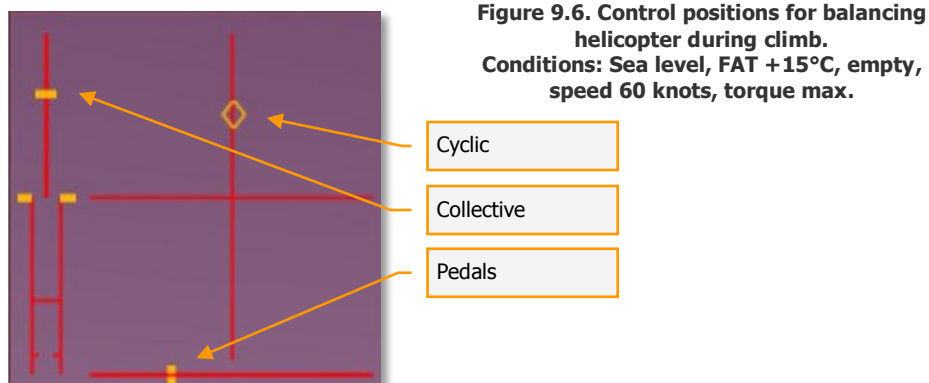 Figure 9.6. Control positions for balancing
helicopter during climb.
Conditions: Sea level, FAT +15°C, empty,
speed 60 knots, torque max.
Cyclic
Collective
Pedals